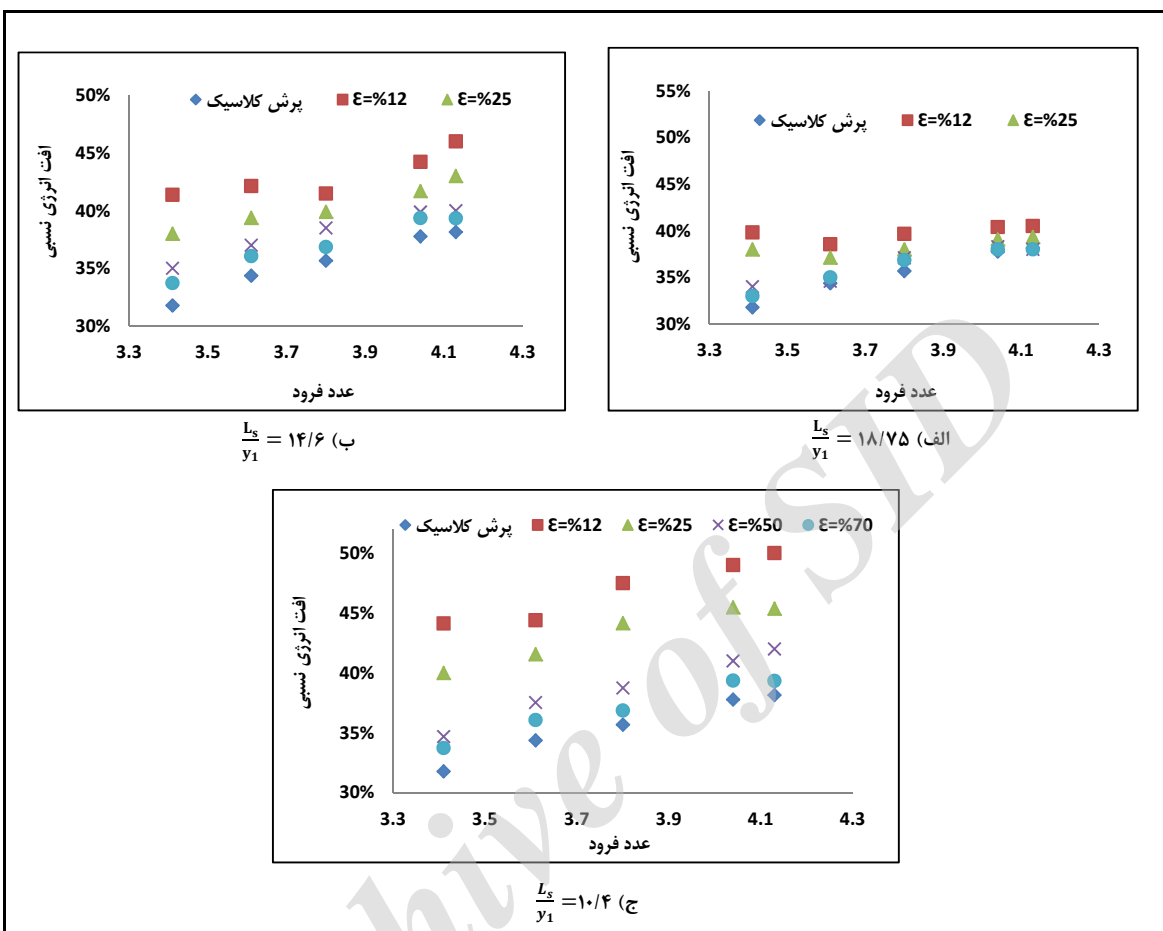 پرش کلاسیک Ɛ=%12 Ɛ=%25
55%
50%
45%
40%
35%
30%
افت انرژی نسبی
3.3 3.5 3.7 3.9 4.1 4.3
عدد فرود
الف) Ls/y1 = ۱۸/۷۵
پرش کلاسیک Ɛ=%12 Ɛ=%25
50%
45%
40%
35%
30%
افت انرژی نسبی
3.3 3.5 3.7 3.9 4.1 4.3
عدد فرود
ب) Ls/y1 = ۱۴/۶
پرش کلاسیک Ɛ=%12 Ɛ=%25 Ɛ=%50 Ɛ=%70
50%
45%
40%
35%
30%
افت انرژی نسبی
3.3 3.5 3.7 3.9 4.1 4.3
عدد فرود
ج) Ls/y1 =۱۰/۴
hive of SID